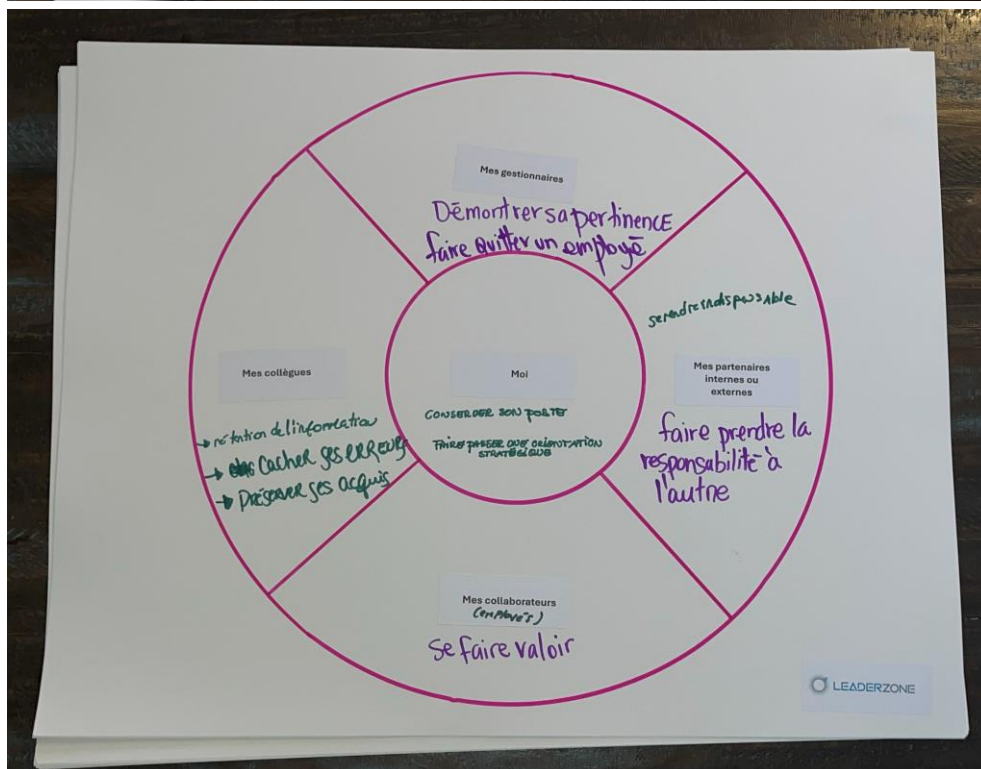 Mes gestionnaires
Démontrer sa pertinence
faire quitter un employé
se rendre indispensable
Mes collègues
→ rétention de l'information
→ Cacher ses ERREURS
→ Préserver ses acquis
Moi
CONSERVER SON POSTE
FAIRE PASSER ORIENTATION
STRATÉGIQUE
Mes partenaires
internes ou
externes
faire prendre la
responsabilité à
l'autre
Mes collaborateurs
(employés)
se faire valoir
LEADERZONE